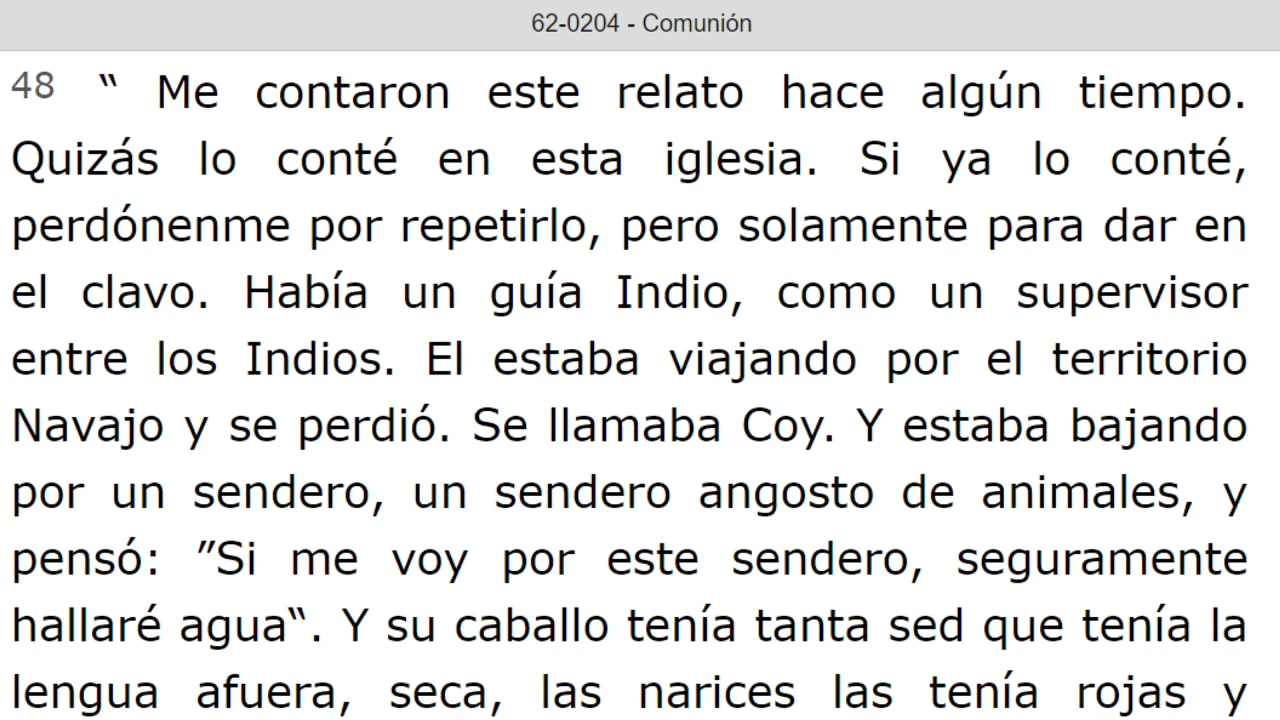 62-0204 - Comunión
48 “ Me contaron este relato hace algún tiempo.
Quizás lo conté en esta iglesia. Si ya lo conté,
perdónenme por repetirlo, pero solamente para dar en
el clavo. Había un guía Indio, como un supervisor
entre los Indios. El estaba viajando por el territorio
Navajo y se perdió. Se llamaba Coy. Y estaba bajando
por un sendero, un sendero angosto de animales, y
pensó: ”Si me voy por este sendero, seguramente
hallaré agua“. Y su caballo tenía tanta sed que tenía la
lengua afuera, seca, las narices las tenía rojas y